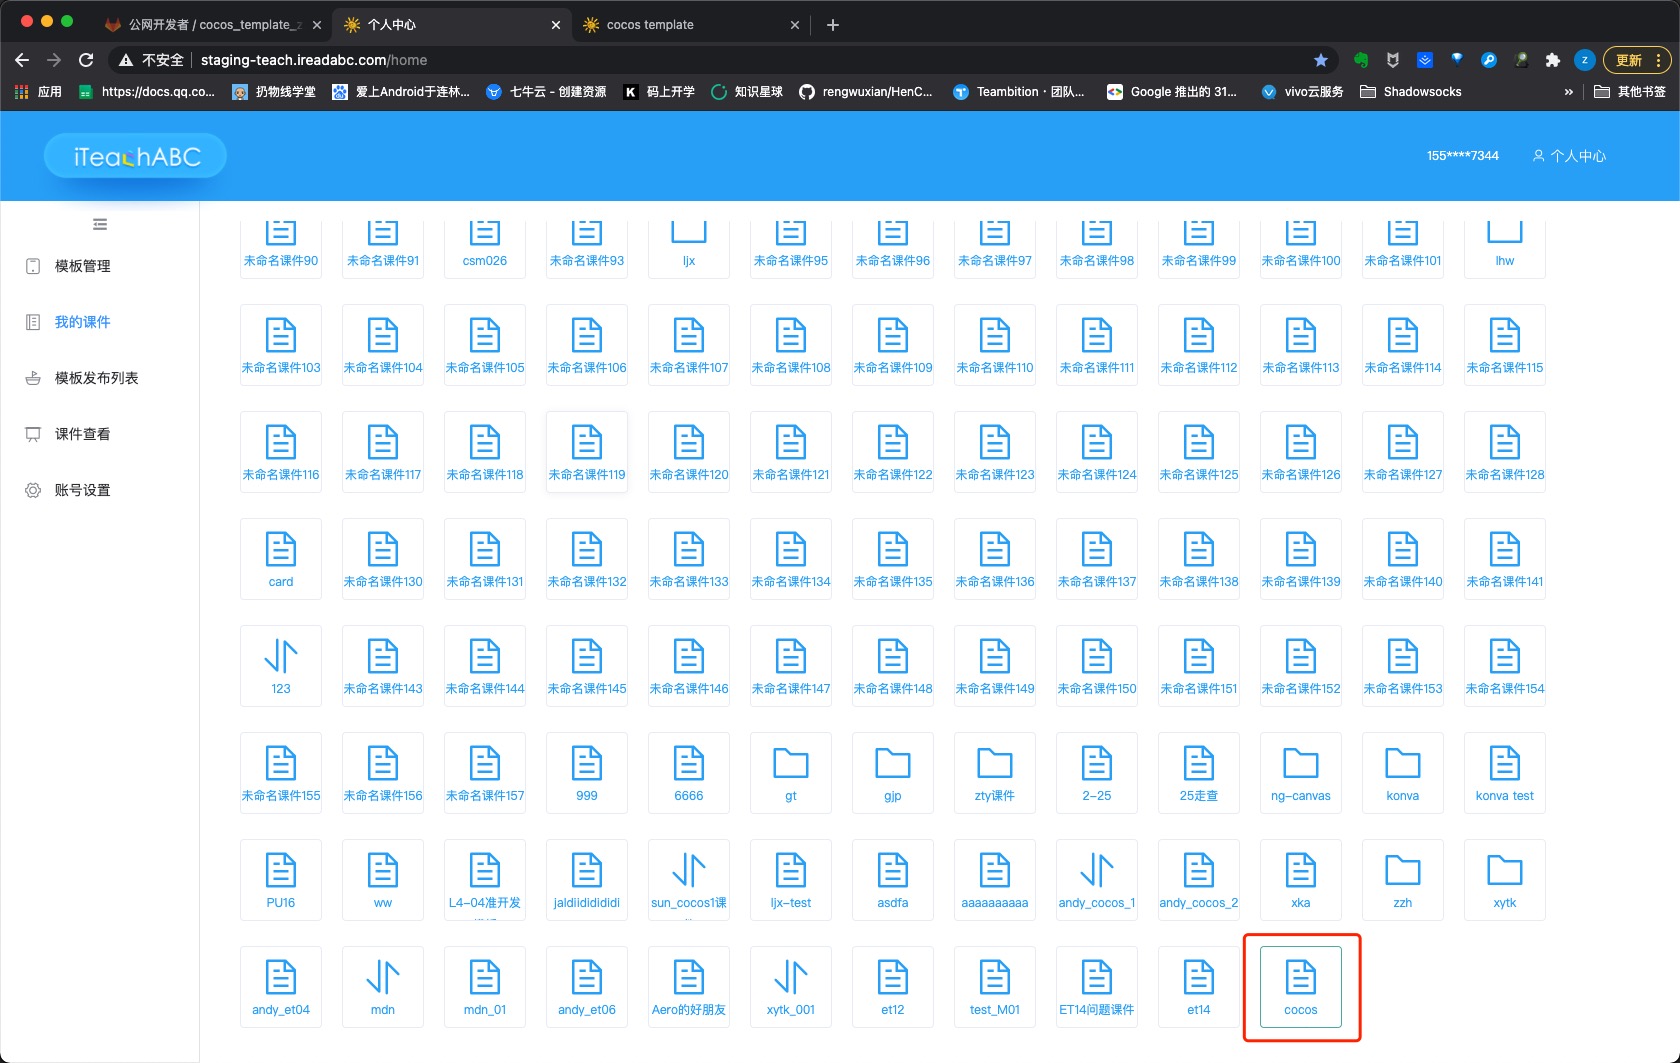 公网开发者 / cocos_template_z
个人中心
cocos template
不安全
staging-teach.ireadabc.com/home
z
更新
应用
https://docs.qq.co...
扔物线学堂
爱上Android于连林...
七牛云 - 创建资源
K
码上开学
知识星球
rengwuxian/HenC...
Teambition · 团队...
Google 推出的 31...
vivo云服务
Shadowsocks
»
其他书签
iTeachABC
155****7344
个人中心
模板管理
我的课件
模板发布列表
课件查看
账号设置
未命名课件90
未命名课件91
csm026
未命名课件93
ljx
未命名课件95
未命名课件96
未命名课件97
未命名课件98
未命名课件99
未命名课件100
未命名课件101
lhw
未命名课件103
未命名课件104
未命名课件105
未命名课件106
未命名课件107
未命名课件108
未命名课件109
未命名课件110
未命名课件111
未命名课件112
未命名课件113
未命名课件114
未命名课件115
未命名课件116
未命名课件117
未命名课件118
未命名课件119
未命名课件120
未命名课件121
未命名课件122
未命名课件123
未命名课件124
未命名课件125
未命名课件126
未命名课件127
未命名课件128
card
未命名课件130
未命名课件131
未命名课件132
未命名课件133
未命名课件134
未命名课件135
未命名课件136
未命名课件137
未命名课件138
未命名课件139
未命名课件140
未命名课件141
123
未命名课件143
未命名课件144
未命名课件145
未命名课件146
未命名课件147
未命名课件148
未命名课件149
未命名课件150
未命名课件151
未命名课件152
未命名课件153
未命名课件154
未命名课件155
未命名课件156
未命名课件157
999
6666
gt
gjp
zty课件
2-25
25走查
ng-canvas
konva
konva test
PU16
ww
L4-04准开发
jaldiididididi
sun_cocos1课
ljx-test
asdfa
aaaaaaaaaa
andy_cocos_1
andy_cocos_2
xka
zzh
xytk
andy_et04
mdn
mdn_01
andy_et06
Aero的好朋友
xytk_001
et12
test_M01
ET14问题课件
et14
cocos